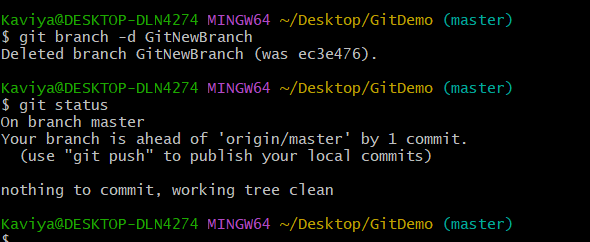 Kaviya@DESKTOP-DLN4274 MINGW64 ~/Desktop/GitDemo (master)
$ git branch -d GitNewBranch
Deleted branch GitNewBranch (was ec3e476).

Kaviya@DESKTOP-DLN4274 MINGW64 ~/Desktop/GitDemo (master)
$ git status
On branch master
Your branch is ahead of 'origin/master' by 1 commit.
  (use "git push" to publish your local commits)

nothing to commit, working tree clean

Kaviya@DESKTOP-DLN4274 MINGW64 ~/Desktop/GitDemo (master)
$